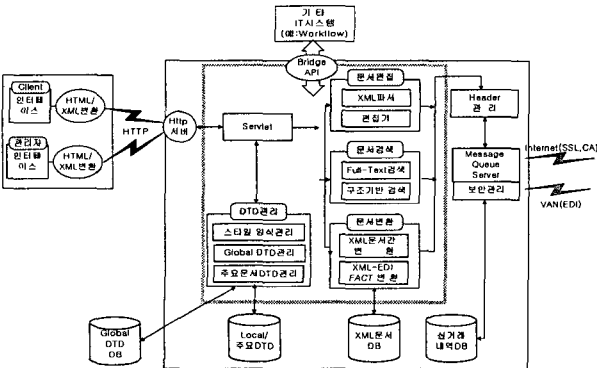 기 타
IT시스템
(예:Workflow)
Bridge
API
Client
인터페
이스
HTML/
XML변환
관리자
인터페
이스
HTML/
XML변환
HTTP
Http
서버
Servlet
문서편집
XML파서
편집기
문서검색
Full-Text검색
구조기반 검색
문서변환
XML문서간
변 환
XML-EDI
FACT 변 환
DTD관리
스타일 양식관리
Global DTD관리
주요문서DTD관리
Header
관 리
Message
Queue
Server
보안관리
Internet(SSL,CA)
VAN(EDI)
Global
DTD
DB
Local/
주요DTD
XML문서
DB
내역DB